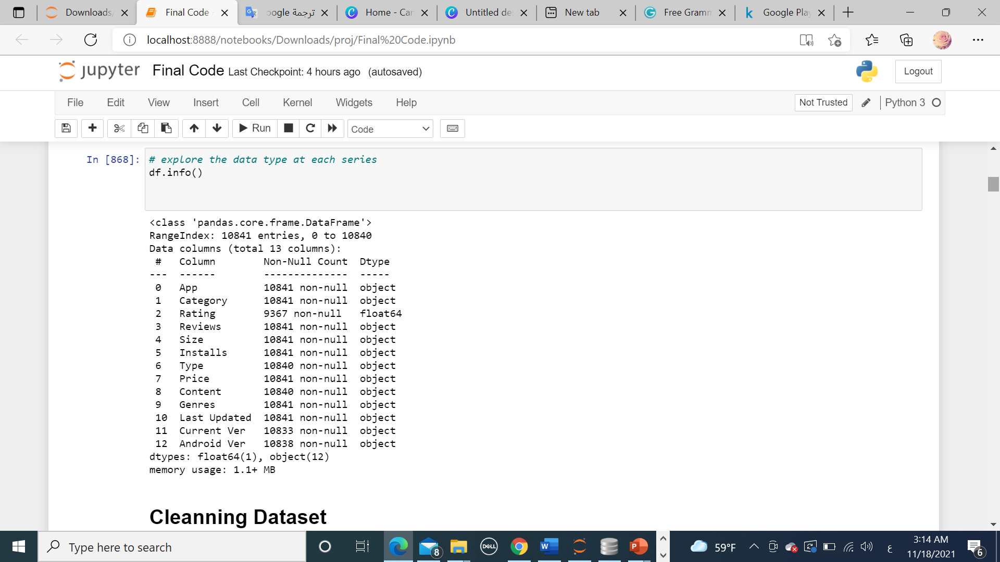 Downloads/
Final Code -
oogle ترجمة
Home - Can
Untitled de
New tab
Free Gramm
Google Play
localhost:8888/notebooks/Downloads/proj/Final%20Code.ipynb
jupyter Final Code Last Checkpoint: 4 hours ago (autosaved)
Logout
File Edit View Insert Cell Kernel Widgets Help
Not Trusted
Python 3
Run
Code
In [868]: # explore the data type at each series
df.info()
<class 'pandas.core.frame.DataFrame'>
RangeIndex: 10841 entries, 0 to 10840
Data columns (total 13 columns):
# Column Non-Null Count Dtype
--- ------ -------------- -----
0 App 10841 non-null object
1 Category 10841 non-null object
2 Rating 9367 non-null float64
3 Reviews 10841 non-null object
4 Size 10841 non-null object
5 Installs 10841 non-null object
6 Type 10840 non-null object
7 Price 10841 non-null object
8 Content 10840 non-null object
9 Genres 10841 non-null object
10 Last Updated 10841 non-null object
11 Current Ver 10833 non-null object
12 Android Ver 10838 non-null object
dtypes: float64(1), object(12)
memory usage: 1.1+ MB
Cleanning Dataset
Type here to search
8
DELL
W
P
59°F
ع
3:14 AM
11/18/2021
6